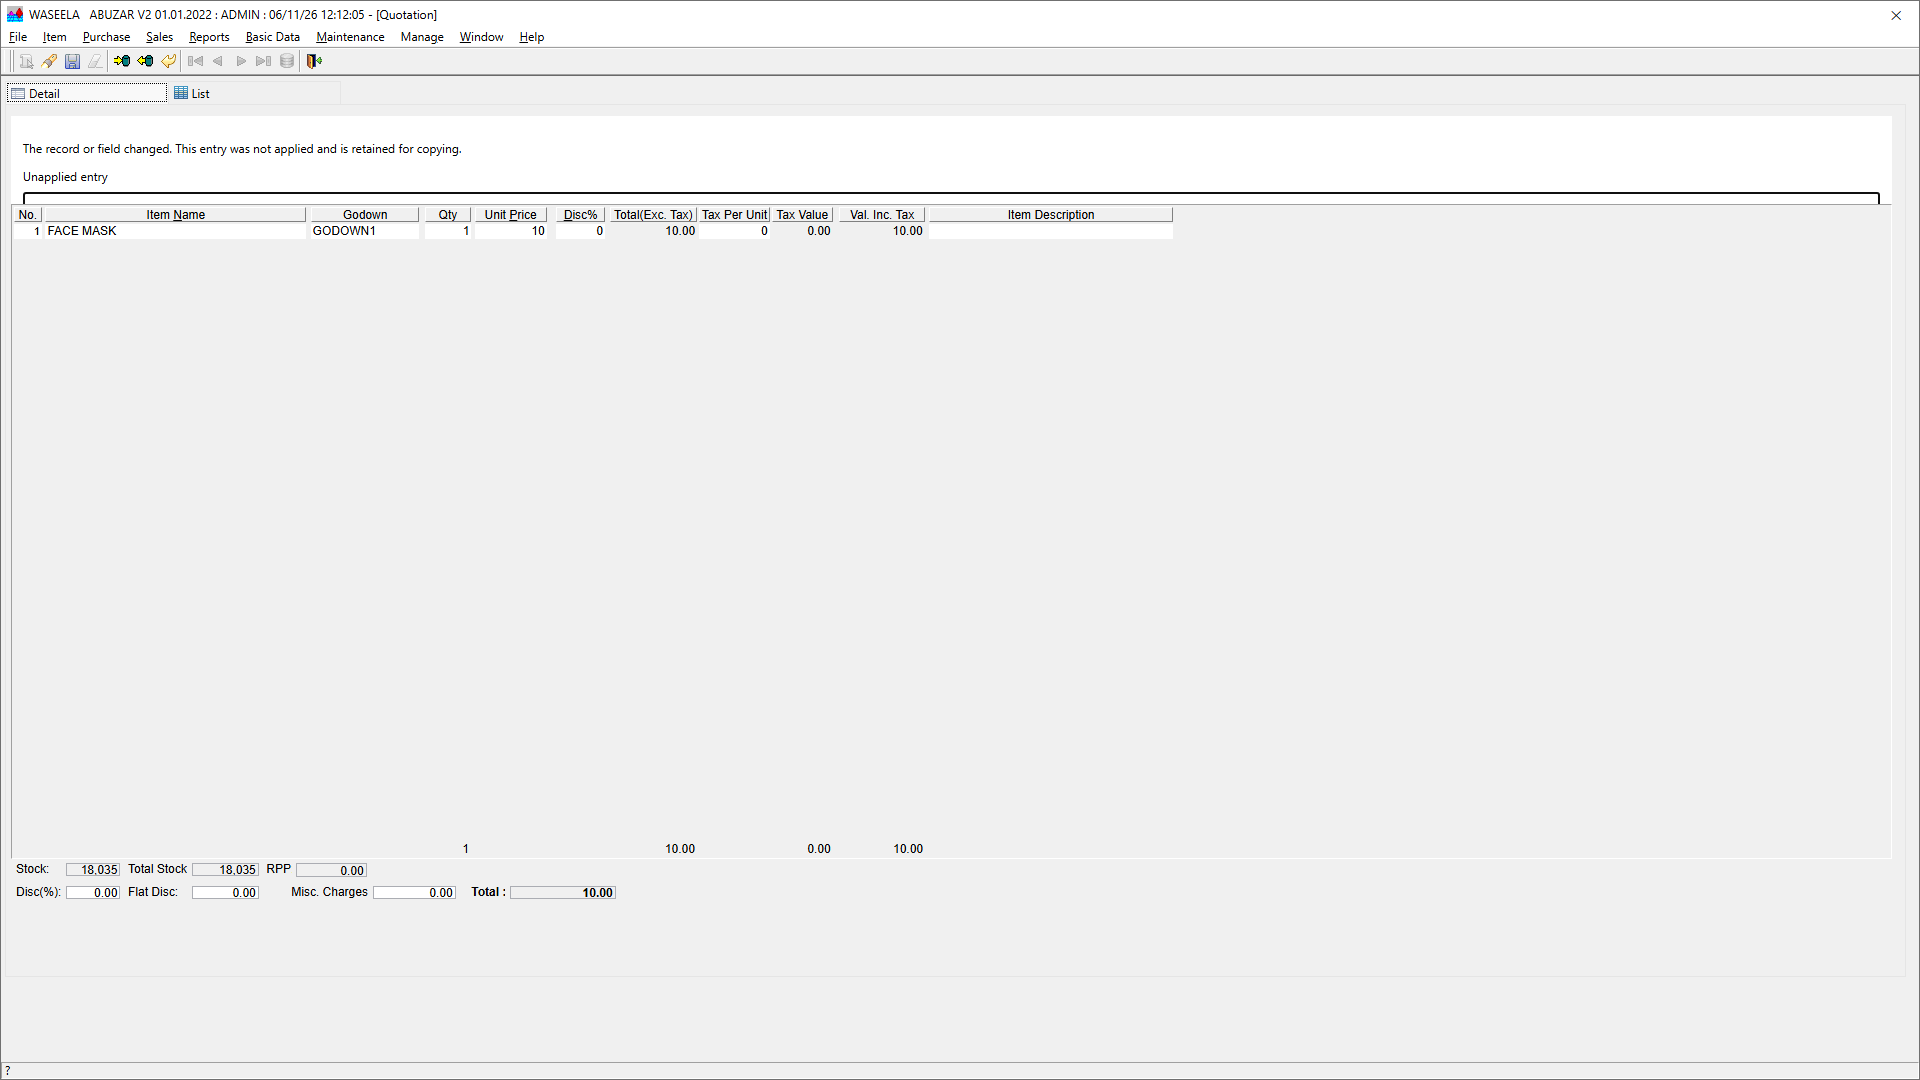 WASEELA   ABUZAR V2 01.01.2022 : ADMIN : 06/11/26 12:12:05 - [Quotation]
File Item Purchase Sales Reports Basic Data Maintenance Manage Window Help
Detail List
The record or field changed. This entry was not applied and is retained for copying.
Unapplied entry
No. Item Name Godown Qty Unit Price Disc% Total(Exc. Tax) Tax Per Unit Tax Value Val. Inc. Tax Item Description
1 FACE MASK GODOWN1 1 10 0 10.00 0 0.00 10.00
1 10.00 0.00 10.00
Stock: 18,035 Total Stock 18,035 RPP 0.00
Disc(%): 0.00 Flat Disc: 0.00 Misc. Charges 0.00 Total : 10.00
?